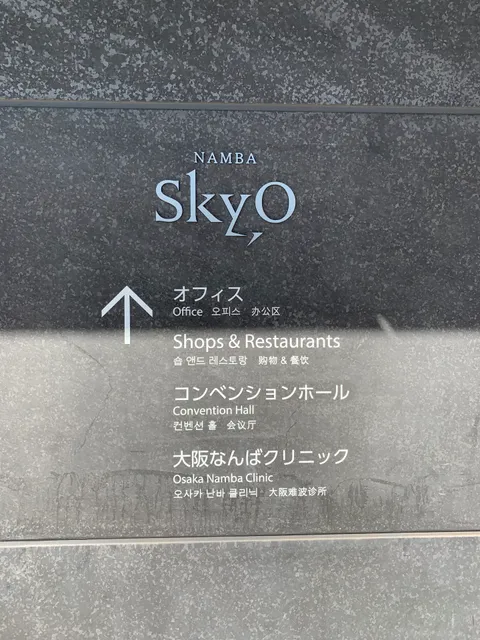 NAMBA
SkyO
オフィス
Office 오피스 办公区
Shops & Restaurants
숍 앤드 레스토랑 购物 & 餐饮
コンベンションホール
Convention Hall
컨벤션 홀 会议厅
大阪なんばクリニック
Osaka Namba Clinic
오사카 난바 클리닉 大阪难波诊所